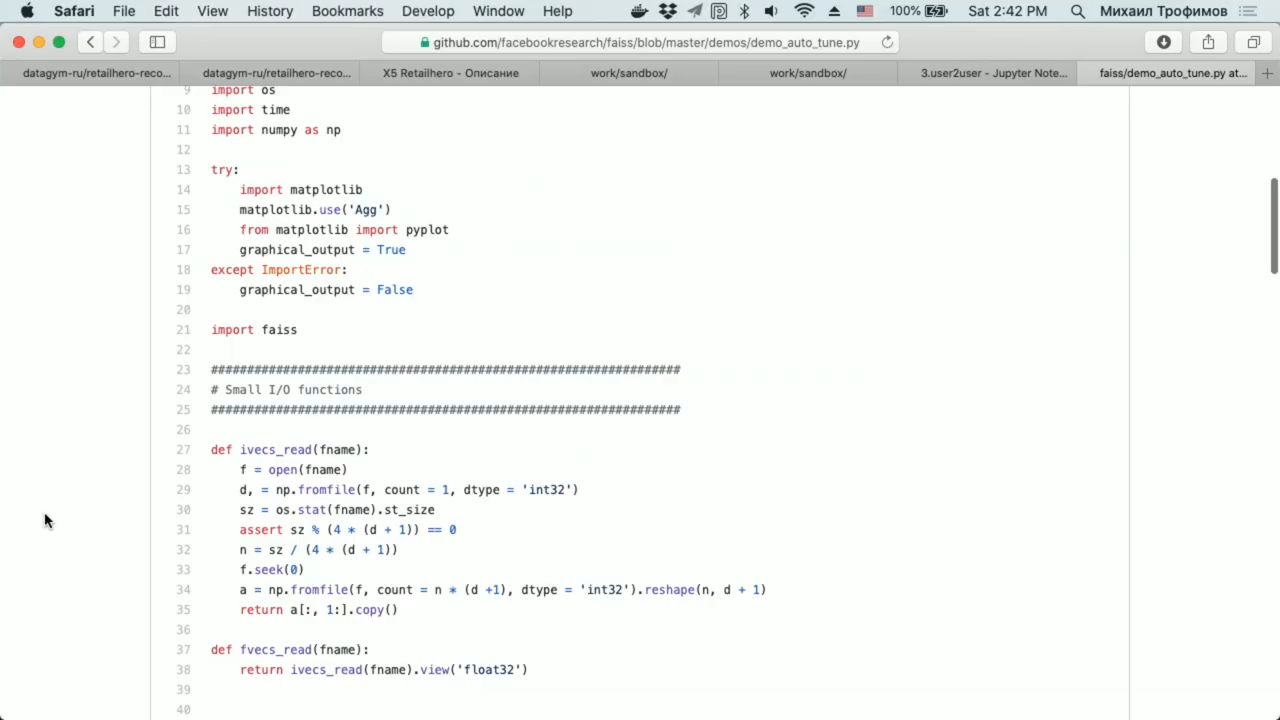 Safari File Edit View History Bookmarks Develop Window Help 100% Sat 2:42 PM Михаил Трофимов
github.com/facebookresearch/faiss/blob/master/demos/demo_auto_tune.py
datagym-ru/retailhero-reco... datagym-ru/retailhero-reco... X5 Retailhero - Описание work/sandbox/ work/sandbox/ 3.user2user - Jupyter Note... faiss/demo_auto_tune.py at...
9 import os
10 import time
11 import numpy as np
12
13 try:
14 import matplotlib
15 matplotlib.use('Agg')
16 from matplotlib import pyplot
17 graphical_output = True
18 except ImportError:
19 graphical_output = False
20
21 import faiss
22
23 #################################################################
24 # Small I/O functions
25 #################################################################
26
27 def ivecs_read(fname):
28 f = open(fname)
29 d, = np.fromfile(f, count = 1, dtype = 'int32')
30 sz = os.stat(fname).st_size
31 assert sz % (4 * (d + 1)) == 0
32 n = sz / (4 * (d + 1))
33 f.seek(0)
34 a = np.fromfile(f, count = n * (d +1), dtype = 'int32').reshape(n, d + 1)
35 return a[:, 1:].copy()
36
37 def fvecs_read(fname):
38 return ivecs_read(fname).view('float32')
39
40